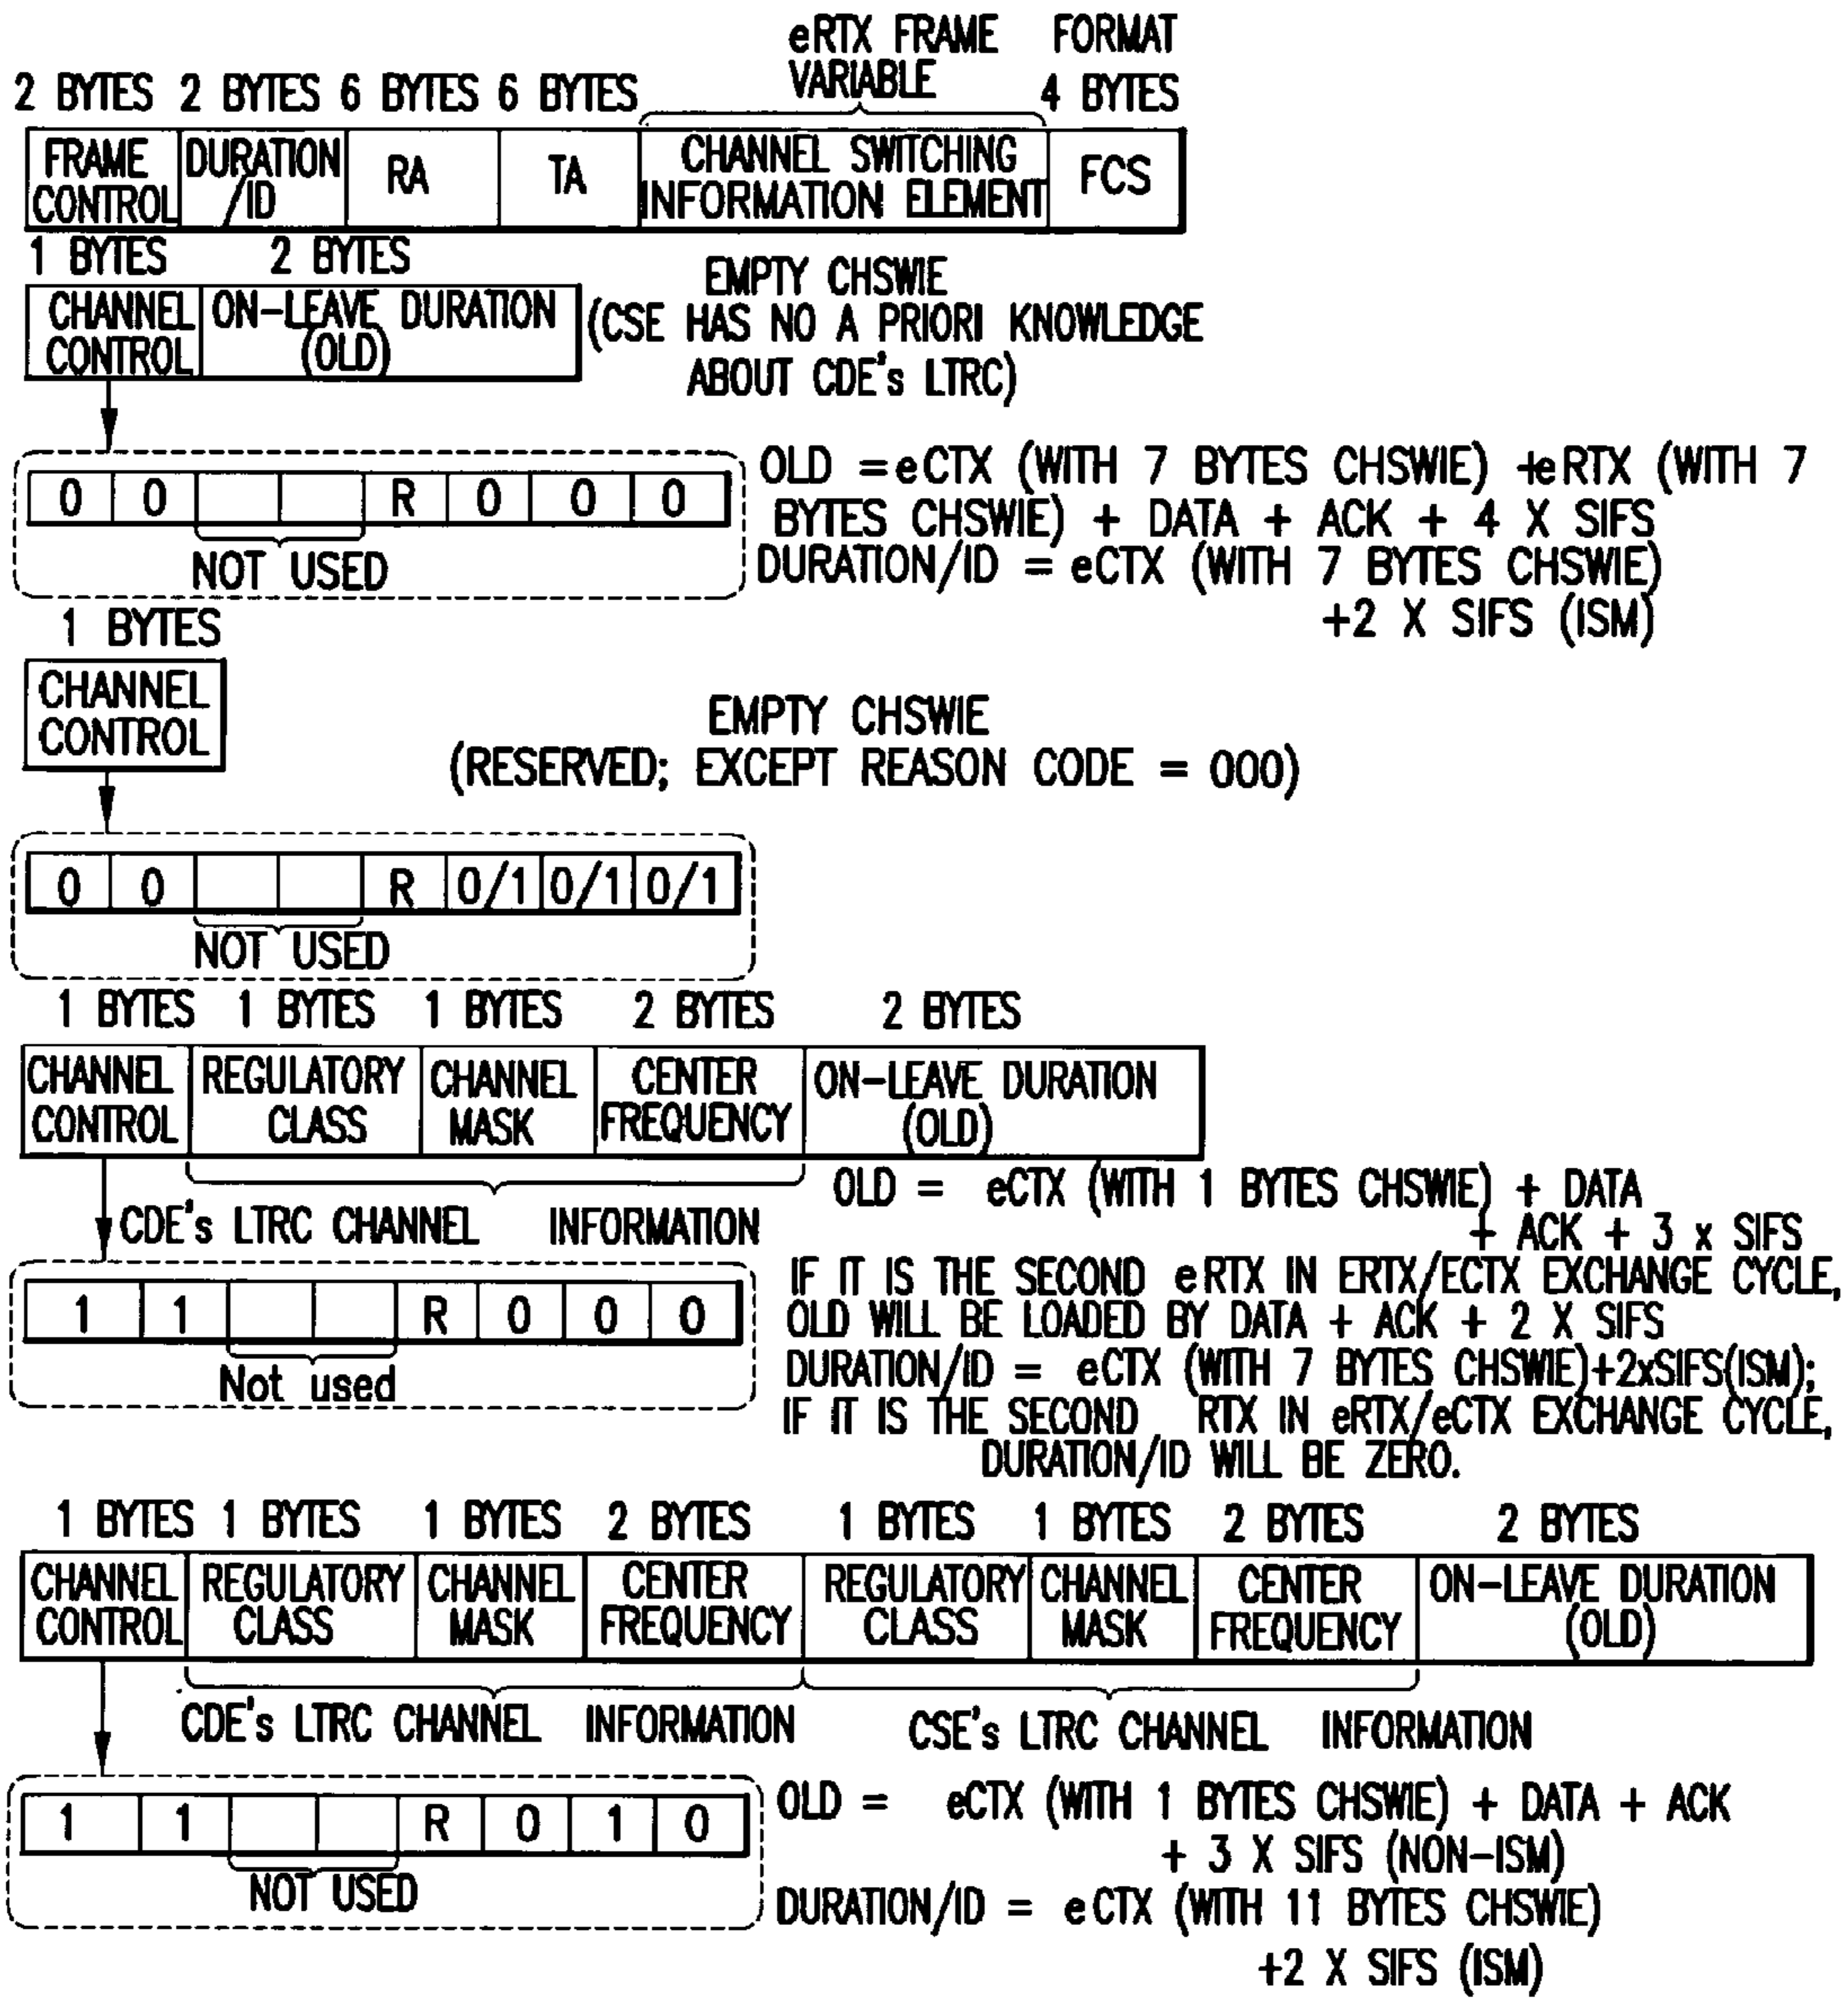 eRTX FRAME FORMAT
VARIABLE
2 BYTES 2 BYTES 6 BYTES 6 BYTES 4 BYTES
FRAME CONTROL DURATION /ID RA TA CHANNEL SWITCHING INFORMATION ELEMENT FCS
1 BYTES 2 BYTES
CHANNEL CONTROL ON-LEAVE DURATION (OLD)
EMPTY CHSWIE
(CSE HAS NO A PRIORI KNOWLEDGE
ABOUT CDE's LTRC)
0 0 R 0 0 0
NOT USED
OLD = eCTX (WITH 7 BYTES CHSWIE) +eRTX (WITH 7
BYTES CHSWIE) + DATA + ACK + 4 X SIFS
DURATION/ID = eCTX (WITH 7 BYTES CHSWIE)
+2 X SIFS (ISM)
1 BYTES
CHANNEL CONTROL
EMPTY CHSWIE
(RESERVED; EXCEPT REASON CODE = 000)
0 0 R 0/1 0/1 0/1
NOT USED
1 BYTES 1 BYTES 1 BYTES 2 BYTES 2 BYTES
CHANNEL CONTROL REGULATORY CLASS CHANNEL MASK CENTER FREQUENCY ON-LEAVE DURATION (OLD)
CDE's LTRC CHANNEL INFORMATION
OLD = eCTX (WITH 1 BYTES CHSWIE) + DATA
+ ACK + 3 x SIFS
1 1 R 0 0 0
Not used
IF IT IS THE SECOND eRTX IN ERTX/ECTX EXCHANGE CYCLE,
OLD WILL BE LOADED BY DATA + ACK + 2 X SIFS
DURATION/ID = eCTX (WITH 7 BYTES CHSWIE)+2xSIFS(ISM);
IF IT IS THE SECOND RTX IN eRTX/eCTX EXCHANGE CYCLE,
DURATION/ID WILL BE ZERO.
1 BYTES 1 BYTES 1 BYTES 2 BYTES 1 BYTES 1 BYTES 2 BYTES 2 BYTES
CHANNEL CONTROL REGULATORY CLASS CHANNEL MASK CENTER FREQUENCY REGULATORY CLASS CHANNEL MASK CENTER FREQUENCY ON-LEAVE DURATION (OLD)
CDE's LTRC CHANNEL INFORMATION CSE's LTRC CHANNEL INFORMATION
1 1 R 0 1 0
NOT USED
OLD = eCTX (WITH 1 BYTES CHSWIE) + DATA + ACK
+ 3 X SIFS (NON-ISM)
DURATION/ID = eCTX (WITH 11 BYTES CHSWIE)
+2 X SIFS (ISM)